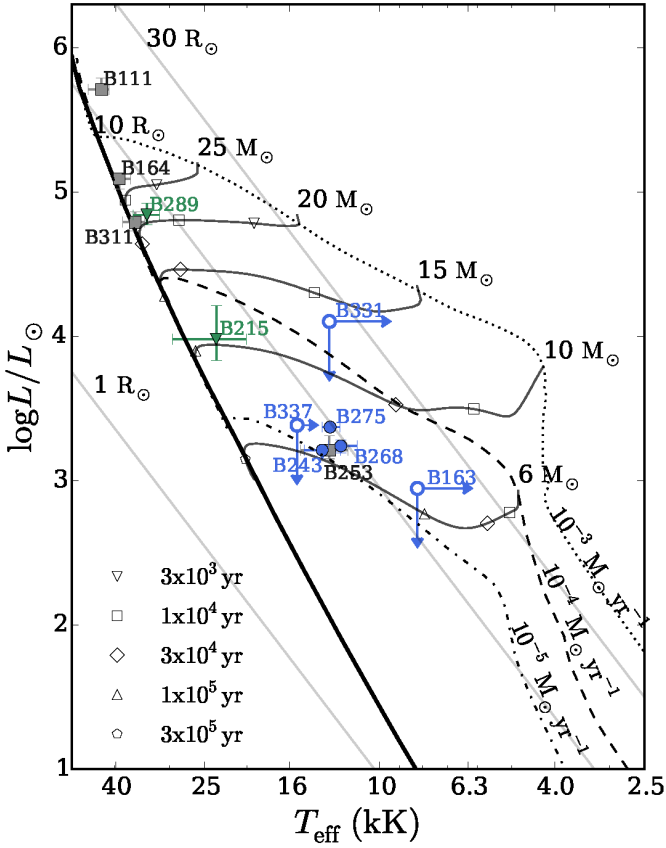 30 R⊙
6
B111
10 R⊙
25 M⊙
B164
20 M⊙
5
B289
B311
15 M⊙
B331
10 M⊙
4
B215
1 R⊙
B337
B275
B243
B268
B253
B163
6 M⊙
3
10⁻³ M⊙ yr⁻¹
10⁻⁴ M⊙ yr⁻¹
10⁻⁵ M⊙ yr⁻¹
3x10³ yr
1x10⁴ yr
3x10⁴ yr
1x10⁵ yr
3x10⁵ yr
2
1
logL/L⊙
40 25 16 10 6.3 4.0 2.5
T_eff (kK)